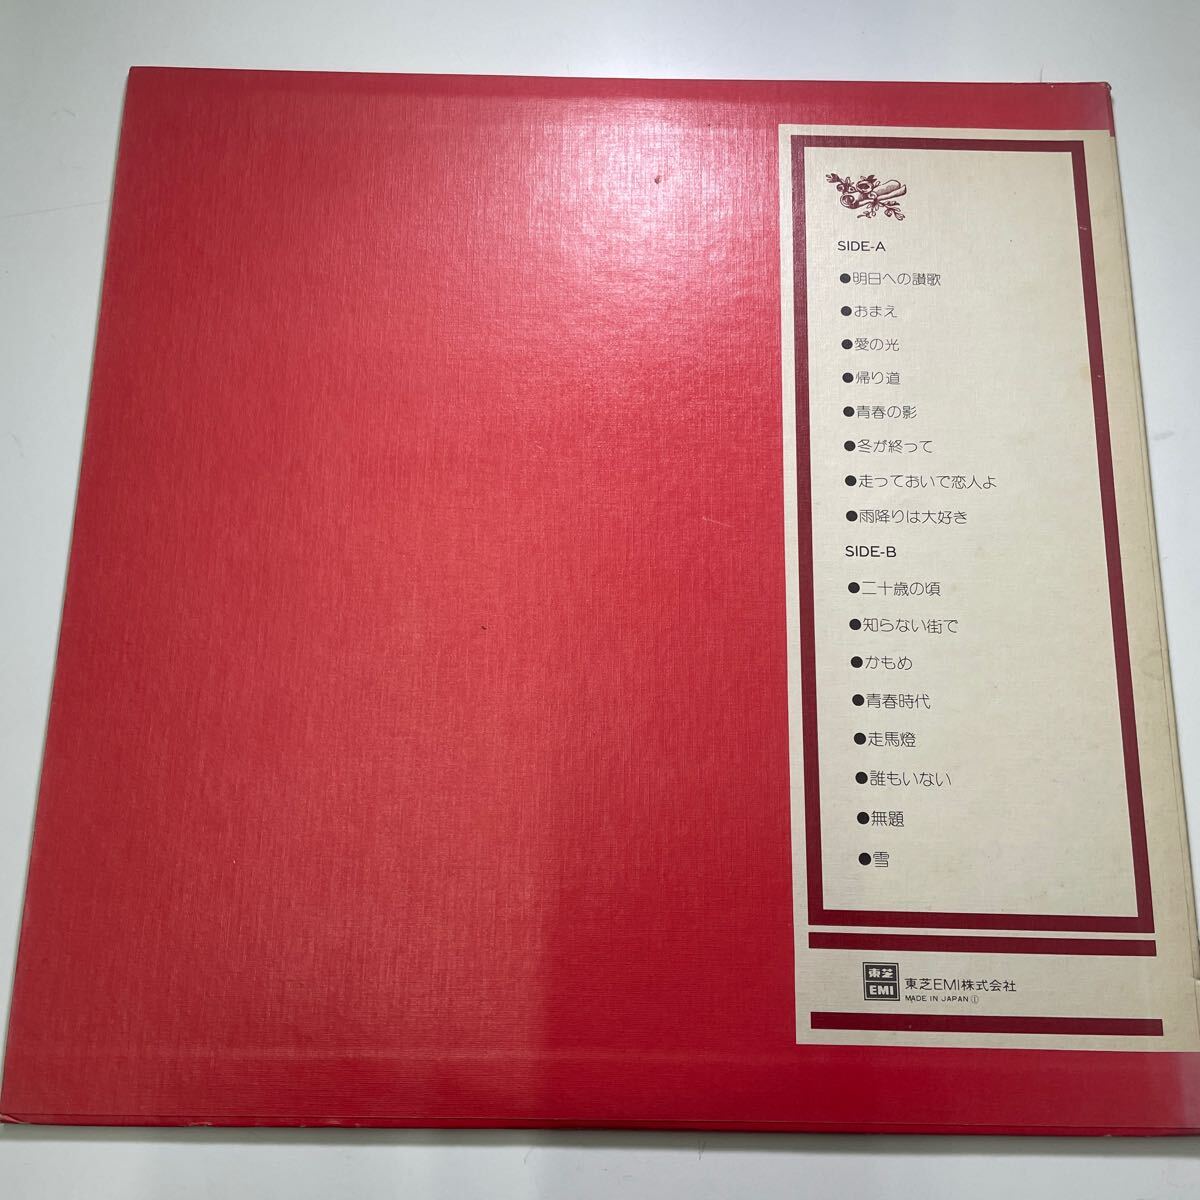 SIDE-A
●明日への讃歌
●おまえ
●愛の光
●帰り道
●青春の影
●冬が終って
●走っておいで恋人よ
●雨降りは大好き
SIDE-B
●二十歳の頃
●知らない街で
●かもめ
●青春時代
●走馬燈
●誰もいない
●無題
●雪
東芝
EMI
東芝EMI株式会社
MADE IN JAPAN Ⓘ